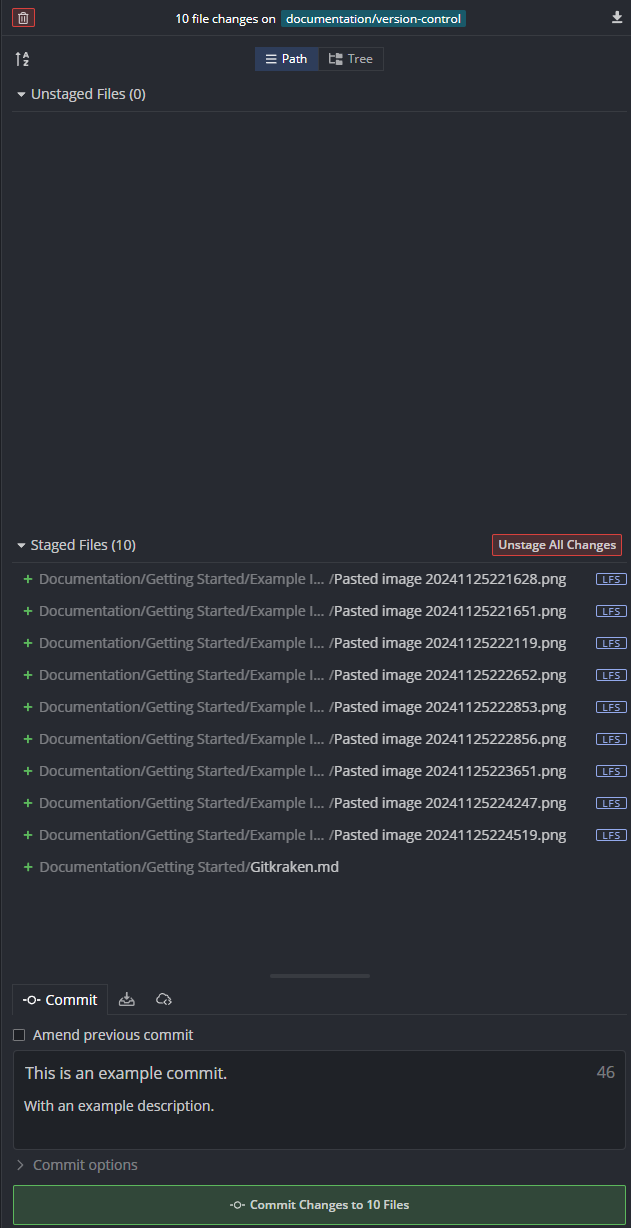 10 file changes on documentation/version-control
Path Tree
Unstaged Files (0)
Staged Files (10) Unstage All Changes
+ Documentation/Getting Started/Example I... /Pasted image 20241125221628.png LFS
+ Documentation/Getting Started/Example I... /Pasted image 20241125221651.png LFS
+ Documentation/Getting Started/Example I... /Pasted image 20241125222119.png LFS
+ Documentation/Getting Started/Example I... /Pasted image 20241125222652.png LFS
+ Documentation/Getting Started/Example I... /Pasted image 20241125222853.png LFS
+ Documentation/Getting Started/Example I... /Pasted image 20241125222856.png LFS
+ Documentation/Getting Started/Example I... /Pasted image 20241125223651.png LFS
+ Documentation/Getting Started/Example I... /Pasted image 20241125224247.png LFS
+ Documentation/Getting Started/Example I... /Pasted image 20241125224519.png LFS
+ Documentation/Getting Started/Gitkraken.md
Commit
Amend previous commit
This is an example commit. 46
With an example description.
Commit options
Commit Changes to 10 Files